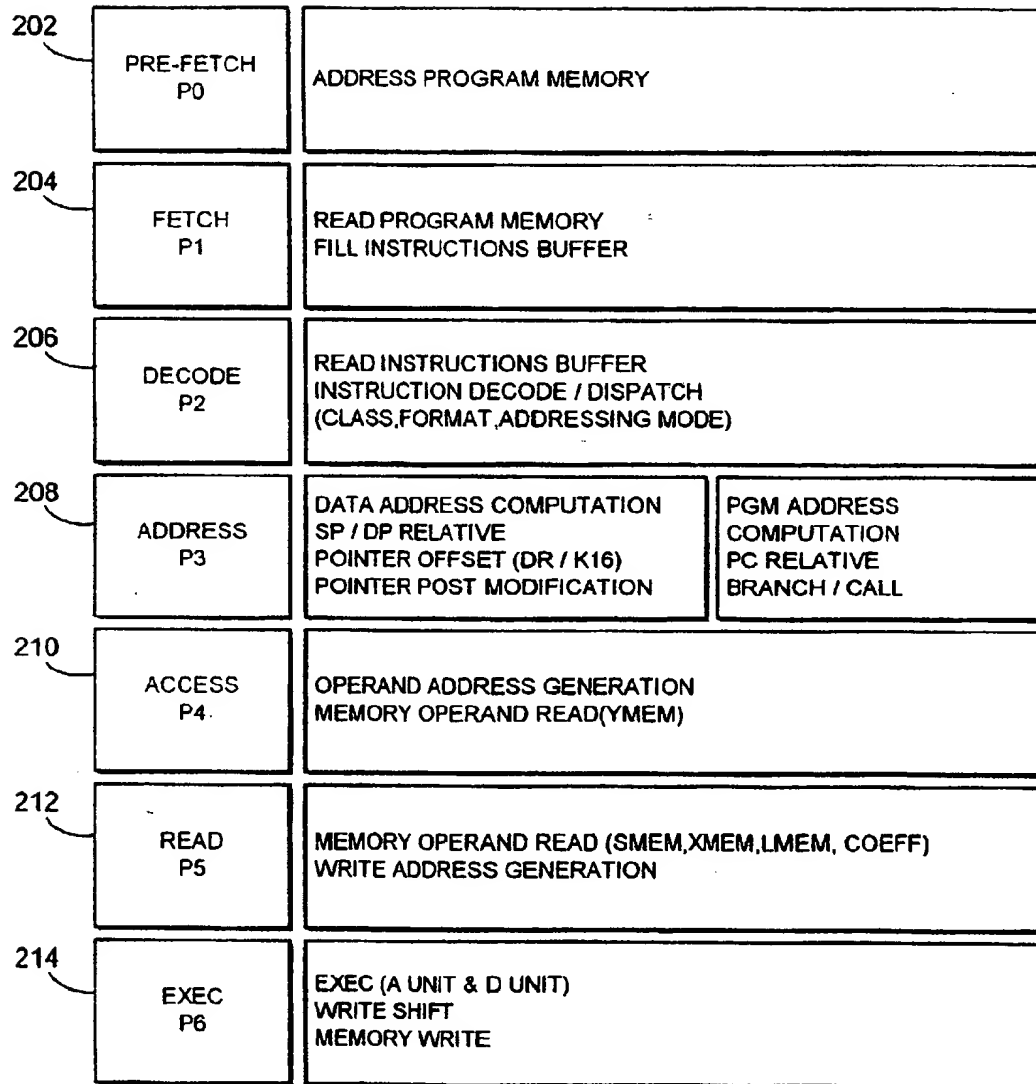 202
PRE-FETCH
P0
ADDRESS PROGRAM MEMORY
204
FETCH
P1
READ PROGRAM MEMORY
FILL INSTRUCTIONS BUFFER
206
DECODE
P2
READ INSTRUCTIONS BUFFER
INSTRUCTION DECODE / DISPATCH
(CLASS,FORMAT,ADDRESSING MODE)
208
ADDRESS
P3
DATA ADDRESS COMPUTATION
SP / DP RELATIVE
POINTER OFFSET (DR / K16)
POINTER POST MODIFICATION
PGM ADDRESS
COMPUTATION
PC RELATIVE
BRANCH / CALL
210
ACCESS
P4
OPERAND ADDRESS GENERATION
MEMORY OPERAND READ(YMEM)
212
READ
P5
MEMORY OPERAND READ (SMEM,XMEM,LMEM, COEFF)
WRITE ADDRESS GENERATION
214
EXEC
P6
EXEC (A UNIT & D UNIT)
WRITE SHIFT
MEMORY WRITE